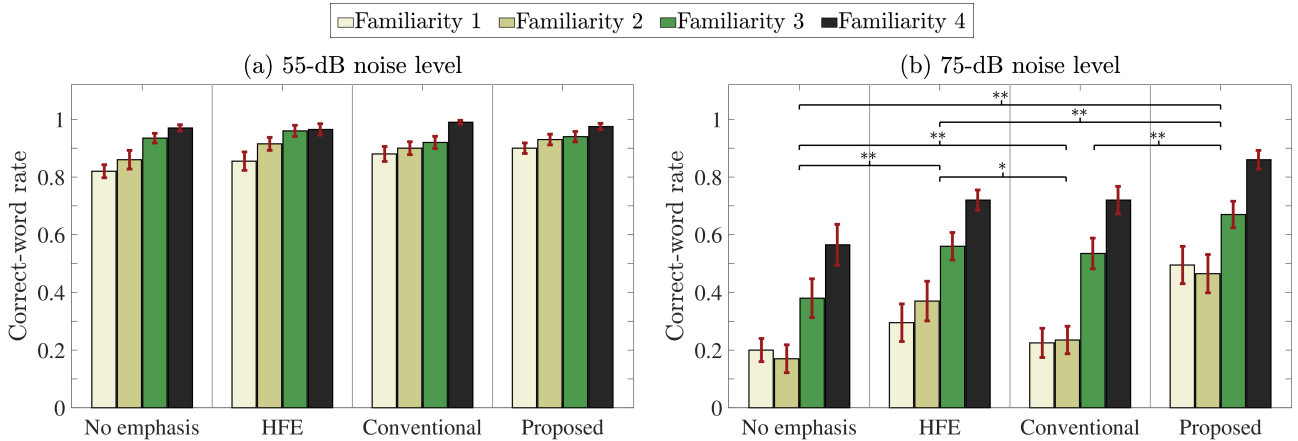 Familiarity 1 Familiarity 2 Familiarity 3 Familiarity 4
(a) 55-dB noise level
Correct-word rate
1
0.8
0.6
0.4
0.2
0
No emphasis HFE Conventional Proposed
(b) 75-dB noise level
Correct-word rate
1
0.8
0.6
0.4
0.2
0
**
**
**
**
**
*
No emphasis HFE Conventional Proposed